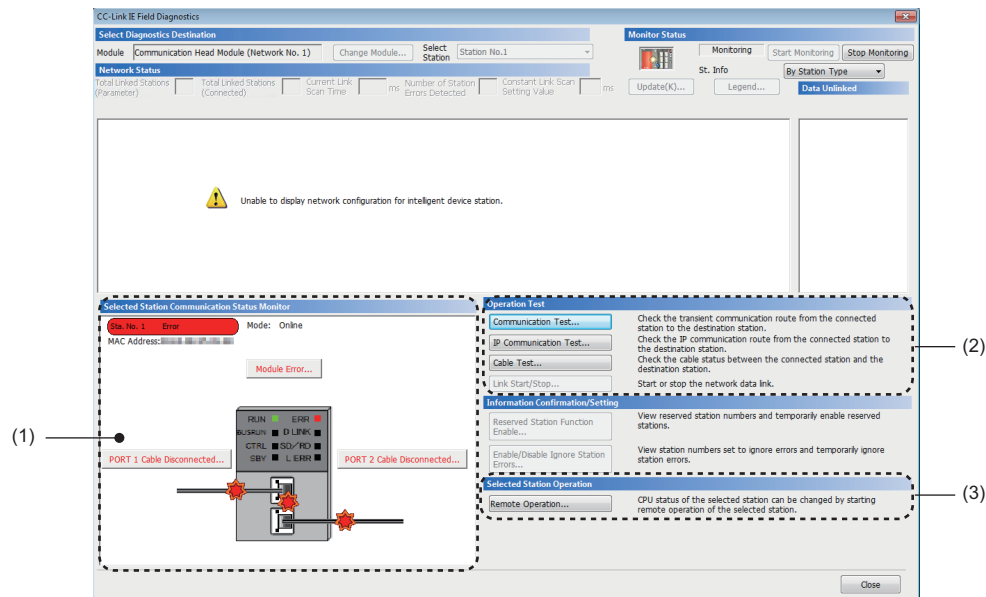 CC-Link IE Field Diagnostics
Select Diagnostics Destination
Module Communication Head Module (Network No. 1) Change Module... Select Station Station No.1
Monitor Status
Monitoring Start Monitoring Stop Monitoring
St. Info By Station Type
Update(K)... Legend... Data Unlinked
Network Status
Total Linked Stations (Parameter) Total Linked Stations (Connected) Current Link Scan Time ms Number of Station Errors Detected Constant Link Scan Setting Value ms
Unable to display network configuration for intelligent device station.
Selected Station Communication Status Monitor
Sta. No. 1 Error Mode: Online
MAC Address:
Module Error...
RUN ERR
BUSRUN D LINK
CTRL SD/RD
SBY L ERR
PORT 1 Cable Disconnected... PORT 2 Cable Disconnected...
(1)
Operation Test
Communication Test... Check the transient communication route from the connected
station to the destination station.
IP Communication Test... Check the IP communication route from the connected station to
the destination station.
Cable Test... Check the cable status between the connected station and the
destination station.
Link Start/Stop... Start or stop the network data link.
(2)
Information Confirmation/Setting
Reserved Station Function Enable... View reserved station numbers and temporarily enable reserved
stations.
Enable/Disable Ignore Station Errors... View station numbers set to ignore errors and temporarily ignore
station errors.
Selected Station Operation
Remote Operation... CPU status of the selected station can be changed by starting
remote operation of the selected station.
(3)
Close